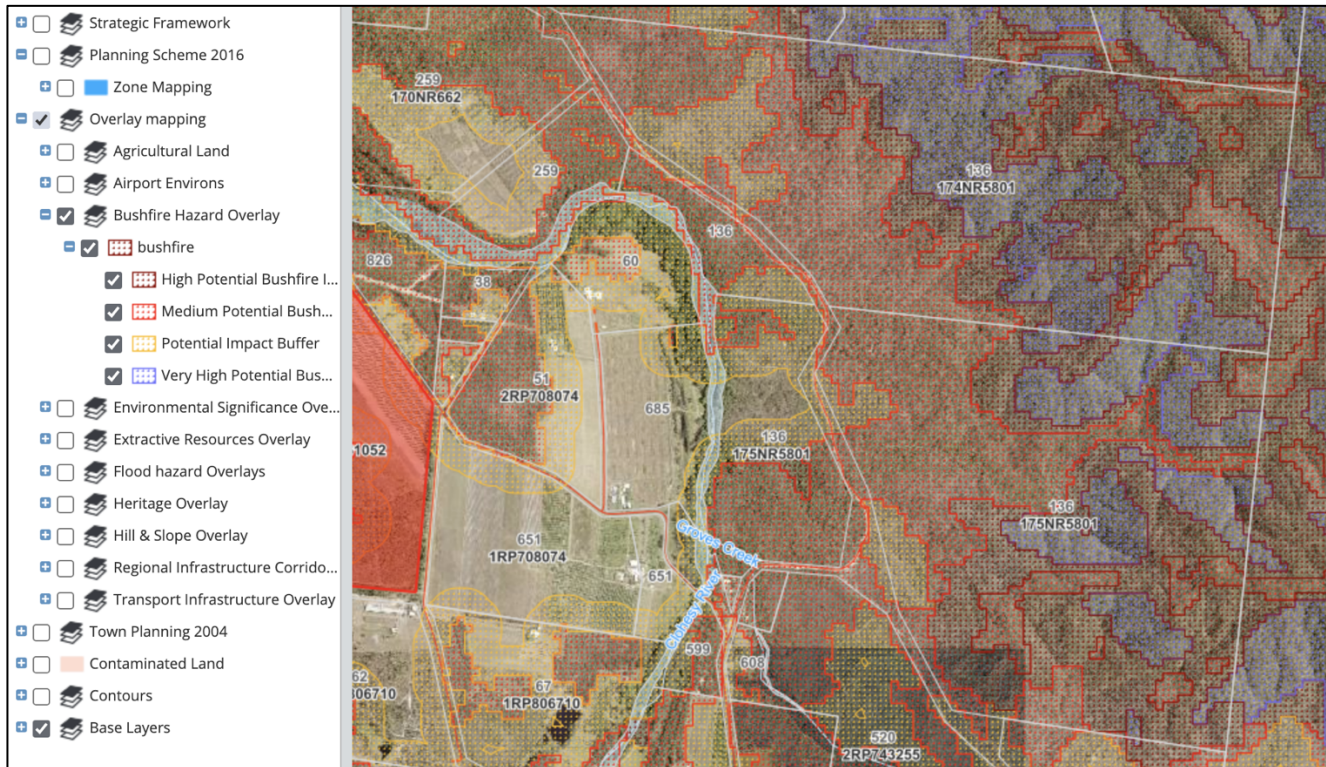 Strategic Framework
Planning Scheme 2016
Zone Mapping
Overlay mapping
Agricultural Land
Airport Environs
Bushfire Hazard Overlay
bushfire
High Potential Bushfire I...
Medium Potential Bush...
Potential Impact Buffer
Very High Potential Bus...
Environmental Significance Ove...
Extractive Resources Overlay
Flood hazard Overlays
Heritage Overlay
Hill & Slope Overlay
Regional Infrastructure Corrido...
Transport Infrastructure Overlay
Town Planning 2004
Contaminated Land
Contours
Base Layers
259
170NR662
259
136
174NR5801
136
826
38
60
51
2RP708074
685
136
175NR5801
1052
136
175NR5801
651
1RP708074
Groves Creek
651
Clohesy River
599
608
62
806710
67
1RP806710
520
2RP743255